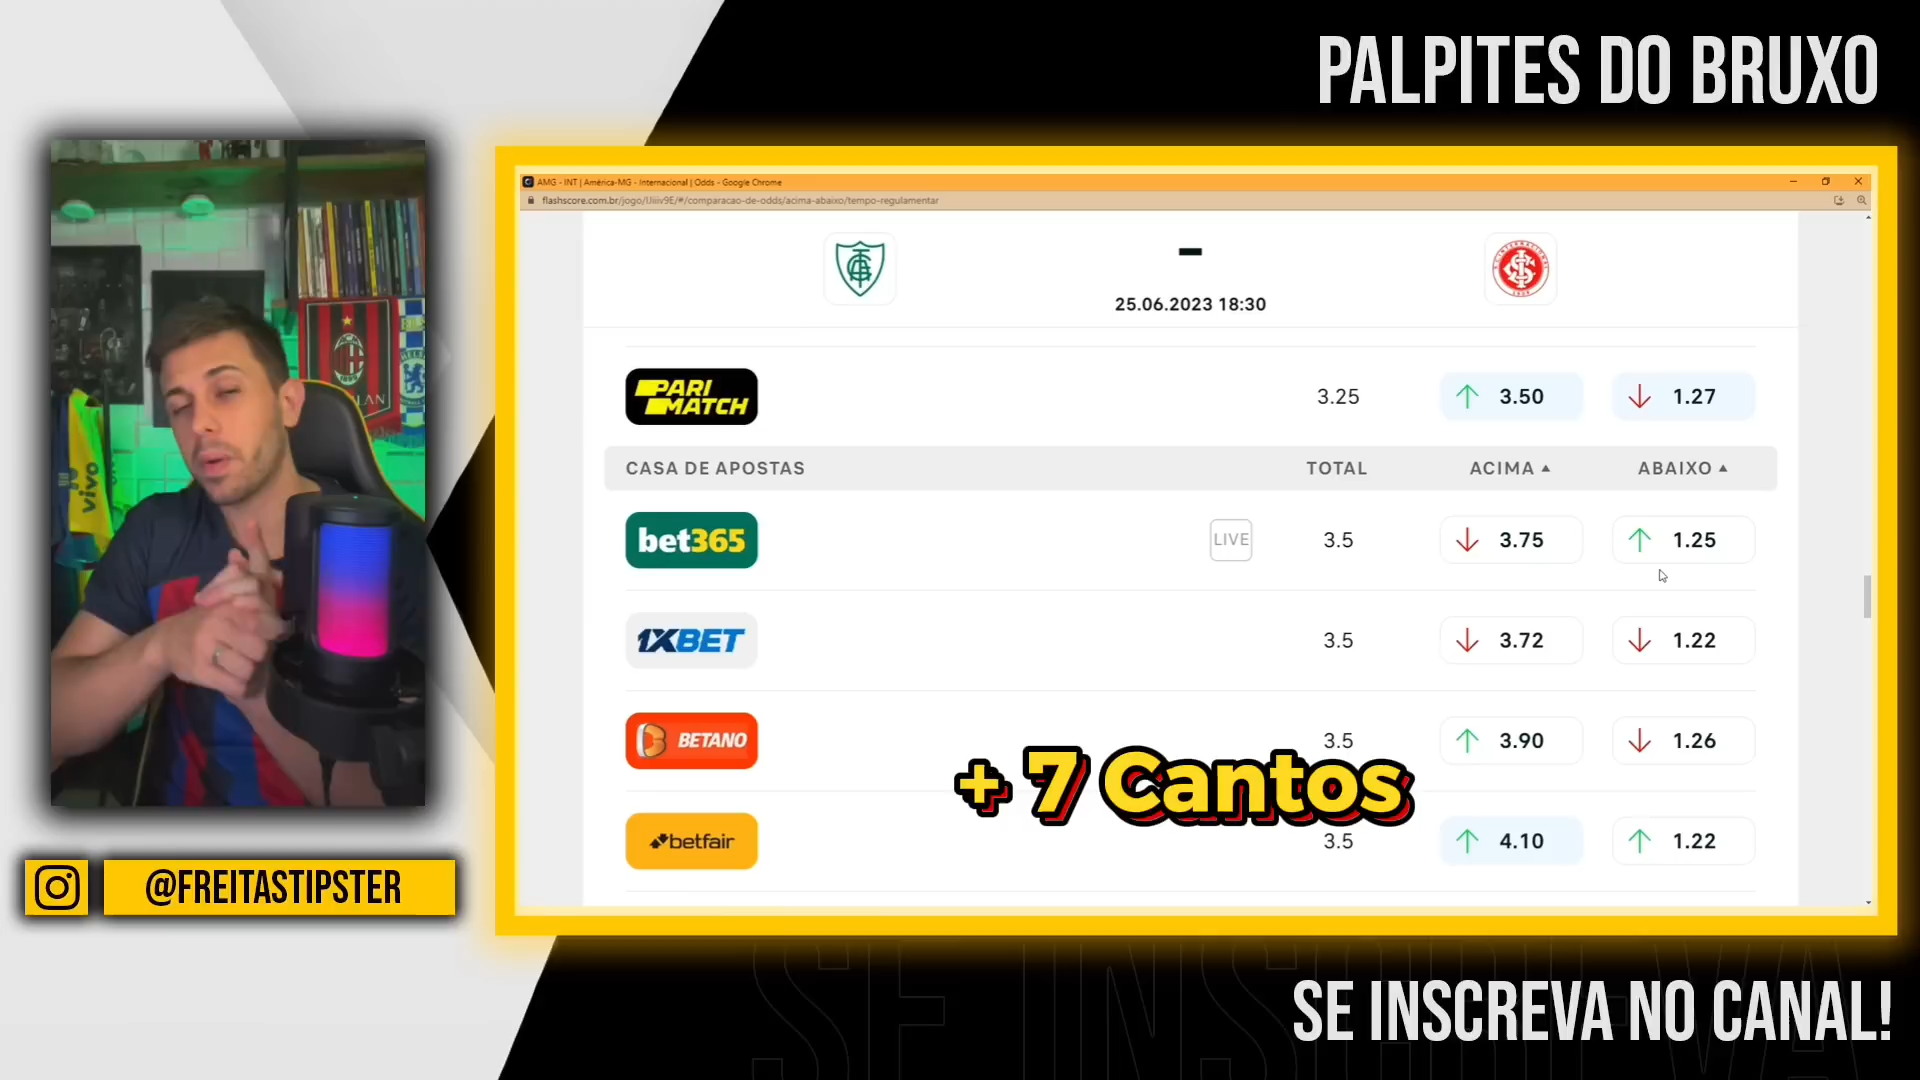 PALPITES DO BRUXO
AMG - INT | América-MG - Internacional | Odds - Google Chrome
flashscore.com.br/jogo/Uiiiv9E/#/comparacao-de-odds/acima-abaixo/tempo-regulamentar
25.06.2023 18:30
PARI MATCH 3.25 3.50 1.27
CASA DE APOSTAS TOTAL ACIMA ABAIXO
bet365 LIVE 3.5 3.75 1.25
1XBET 3.5 3.72 1.22
BETANO 3.5 3.90 1.26
+ 7 Cantos
betfair 3.5 4.10 1.22
vivo
@FREITASTIPSTER
SE INSCREVA NO CANAL!